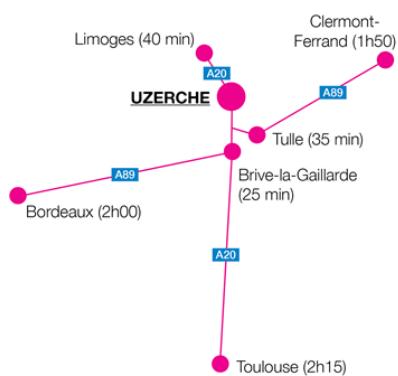 Clermont-
Limoges (40 min)
Ferrand (1h50)
A20
A89
UZERCHE
Tulle (35 min)
A89
Brive-la-Gaillarde
(25 min)
Bordeaux (2h00)
A20
Toulouse (2h15)